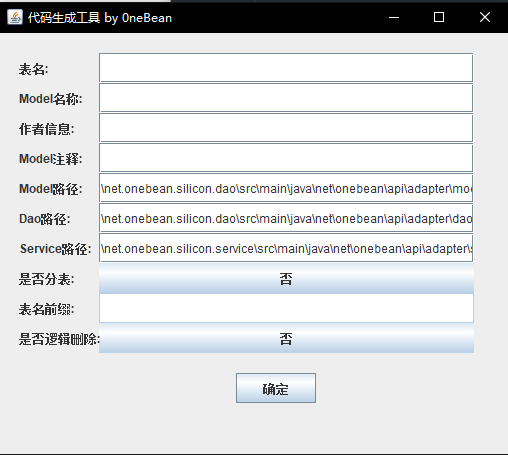 代码生成工具 by 0neBean
表名:
Model名称:
作者信息:
Model注释:
Model路径: \net.onebean.silicon.dao\src\main\java\net\onebean\api\adapter\mod
Dao路径: \net.onebean.silicon.dao\src\main\java\net\onebean\api\adapter\dao
Service路径: \net.onebean.silicon.service\src\main\java\net\onebean\api\adapter\s
是否分表: 否
表名前缀:
是否逻辑删除: 否
确定